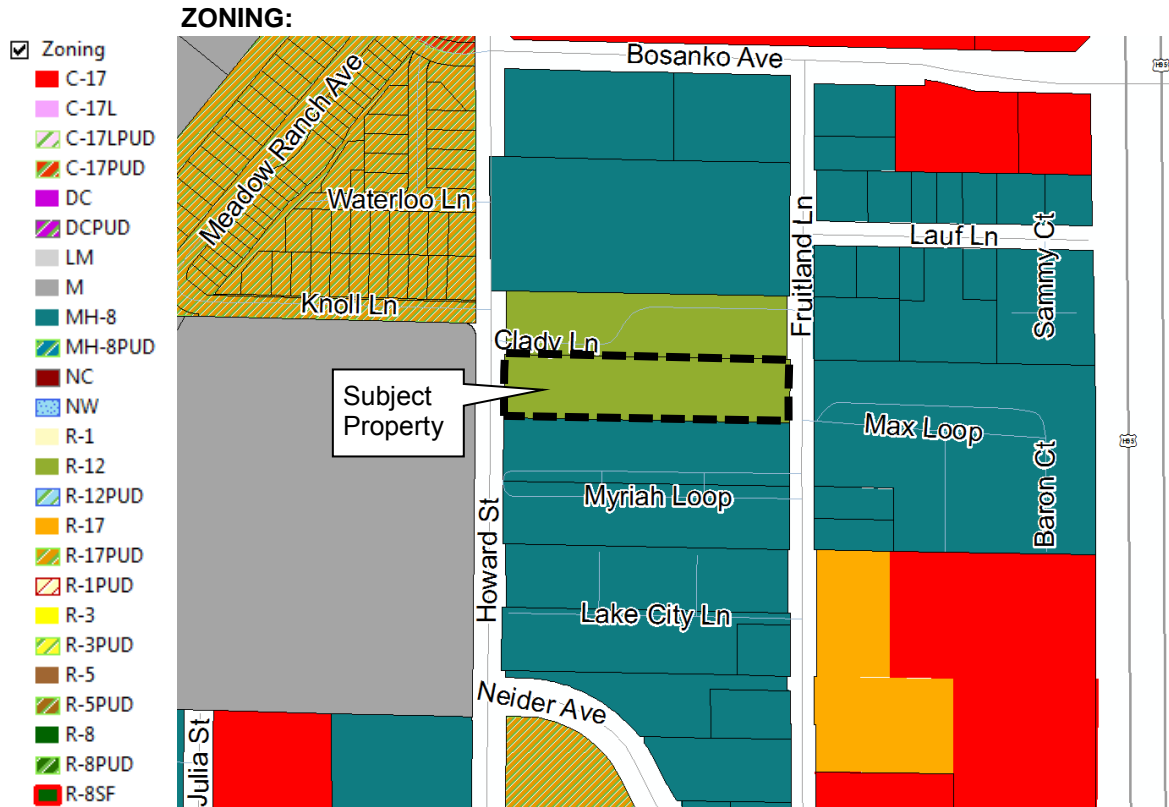 ZONING:
Zoning
C-17
C-17L
C-17LPUD
C-17PUD
DC
DCPUD
LM
M
MH-8
MH-8PUD
NC
NW
R-1
R-12
R-12PUD
R-17
R-17PUD
R-1PUD
R-3
R-3PUD
R-5
R-5PUD
R-8
R-8PUD
R-8SF
Bosanko Ave
Meadow Ranch Ave
Waterloo Ln
Knoll Ln
Fruitland Ln
Lauf Ln
Sammy Ct
Clady Ln
Subject
Property
Max Loop
Baron Ct
Myriah Loop
Howard St
Lake City Ln
Neider Ave
Julia St